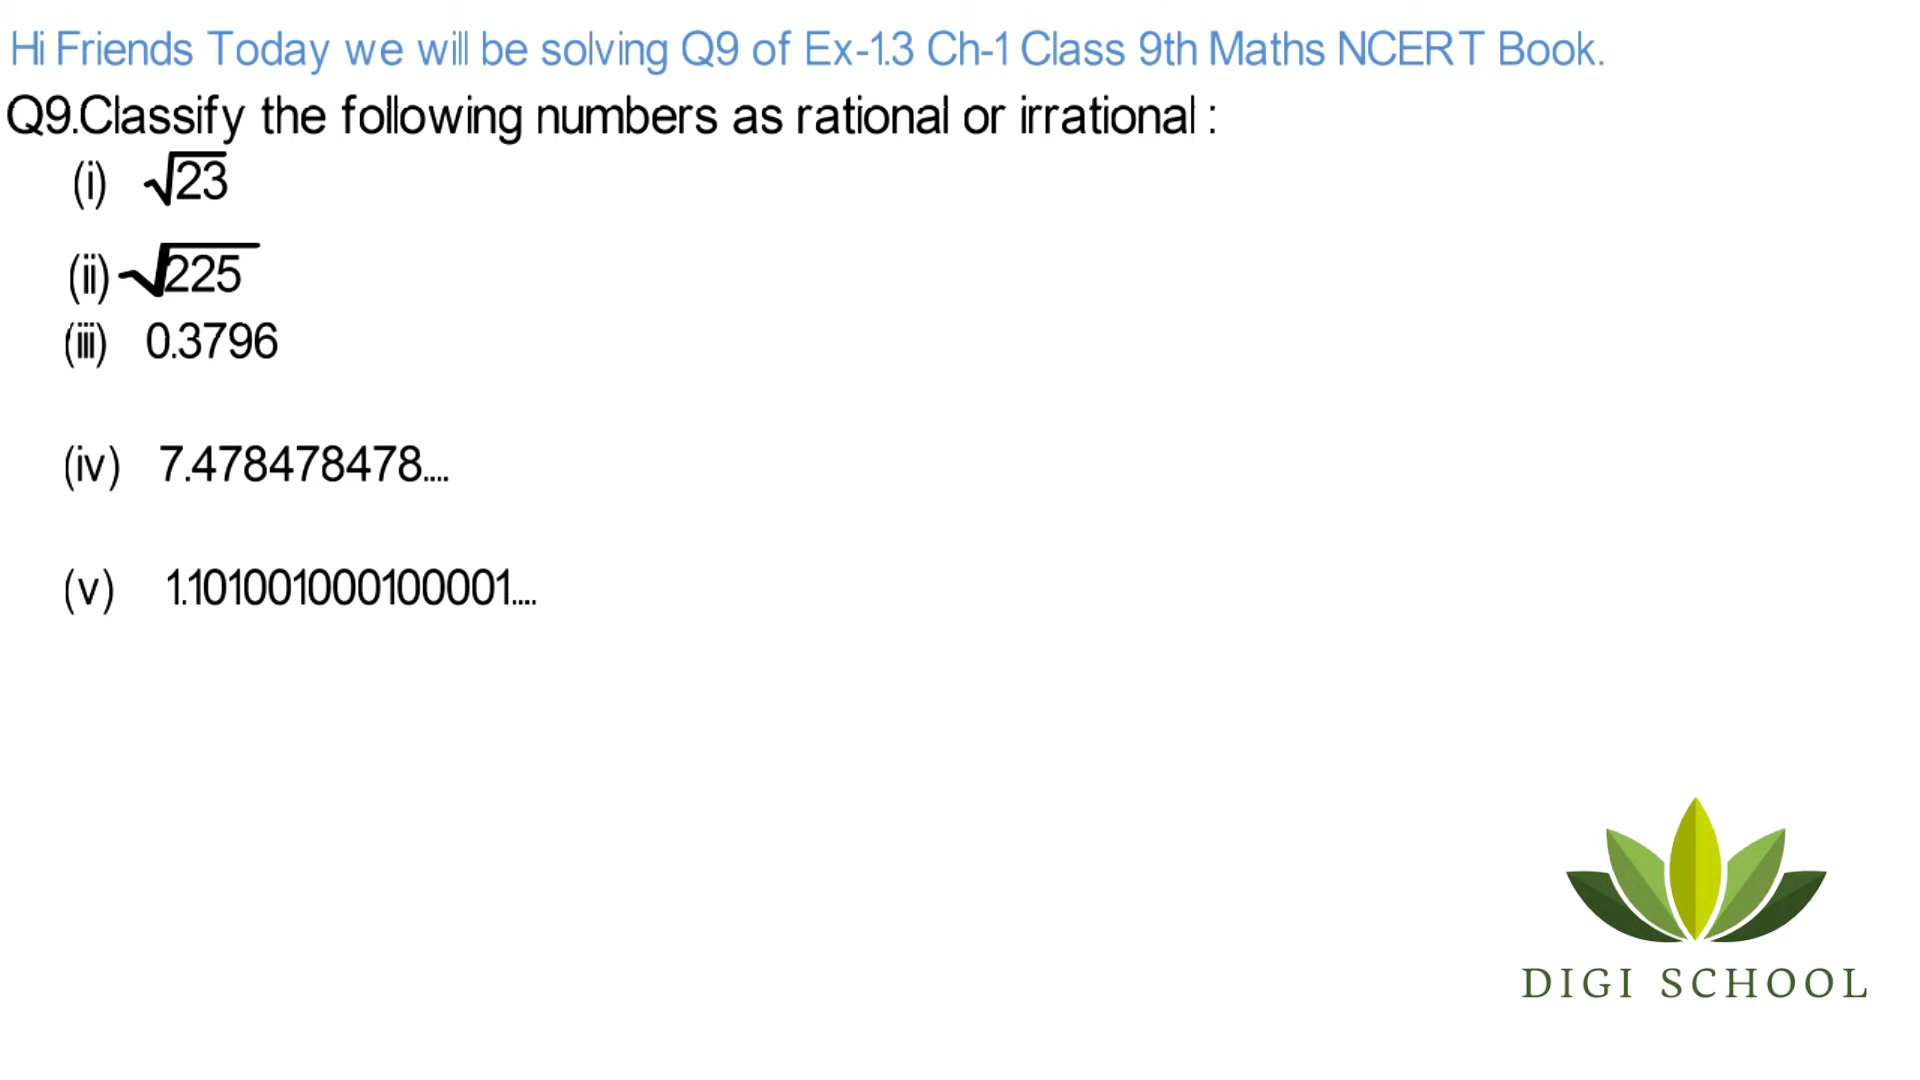 Hi Friends Today we will be solving Q9 of Ex-1.3 Ch-1 Class 9th Maths NCERT Book.
Q9.Classify the following numbers as rational or irrational :
(i) √23
(ii) √225
(iii) 0.3796
(iv) 7.478478478....
(v) 1.101001000100001....
DIGI SCHOOL